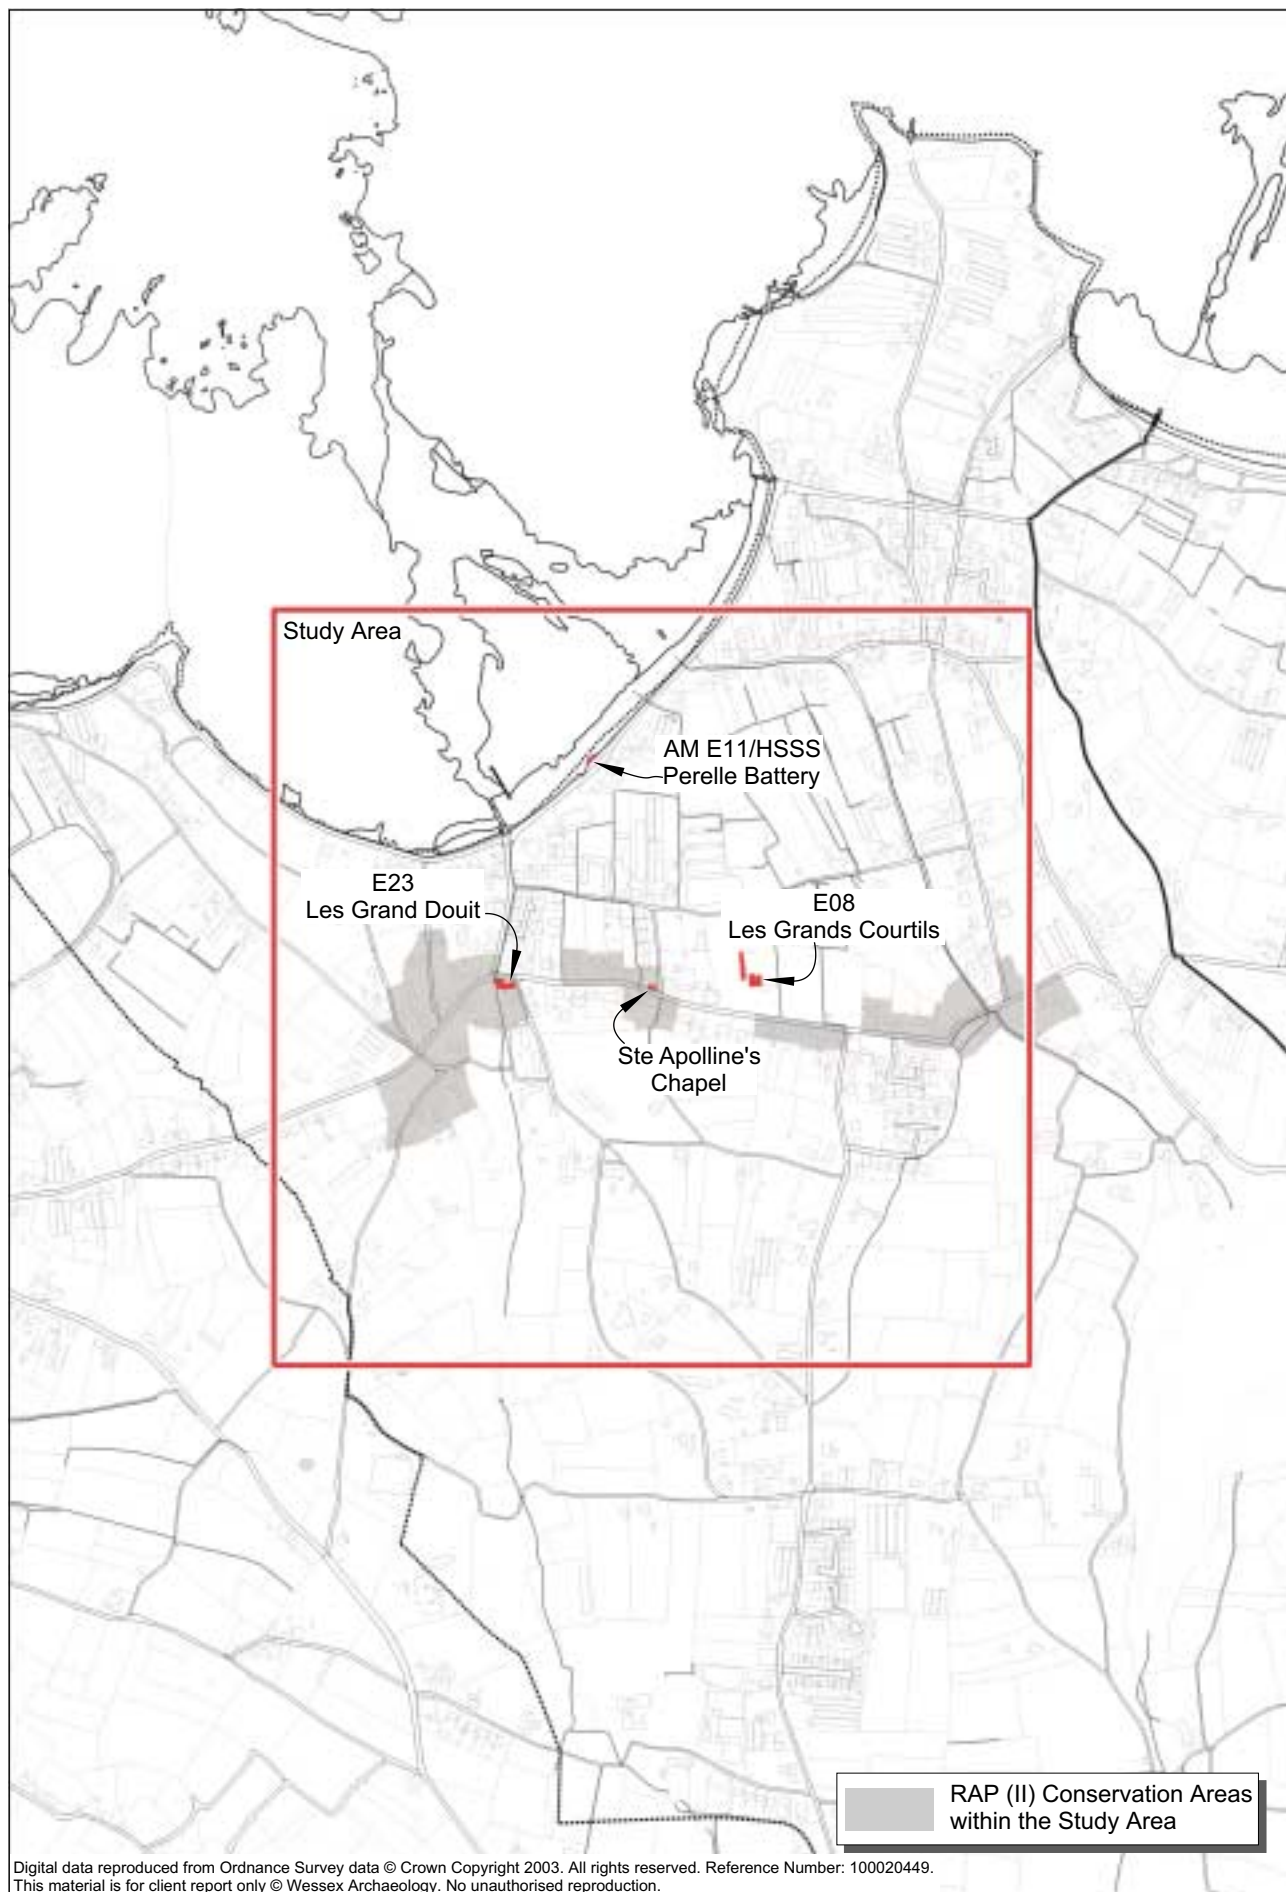 Study Area
AM E11/HSSS
Perelle Battery
E23
Les Grand Douit
E08
Les Grands Courtils
Ste Apolline's
Chapel
RAP (II) Conservation Areas
within the Study Area
Digital data reproduced from Ordnance Survey data © Crown Copyright 2003. All rights reserved. Reference Number: 100020449.
This material is for client report only © Wessex Archaeology. No unauthorised reproduction.